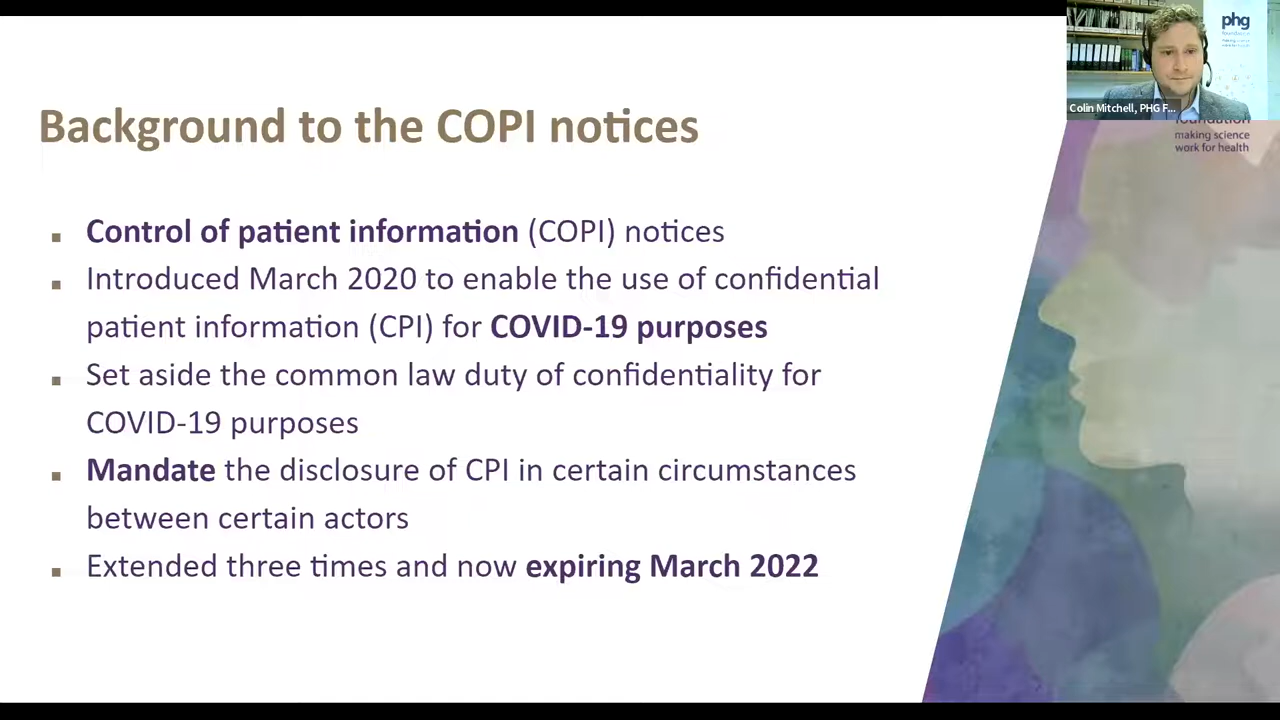 Background to the COPI notices
Control of patient information (COPI) notices
Introduced March 2020 to enable the use of confidential
patient information (CPI) for COVID-19 purposes
Set aside the common law duty of confidentiality for
COVID-19 purposes
Mandate the disclosure of CPI in certain circumstances
between certain actors
Extended three times and now expiring March 2022
phg
Colin Mitchell, PHG F...
foundation
making science
work for health